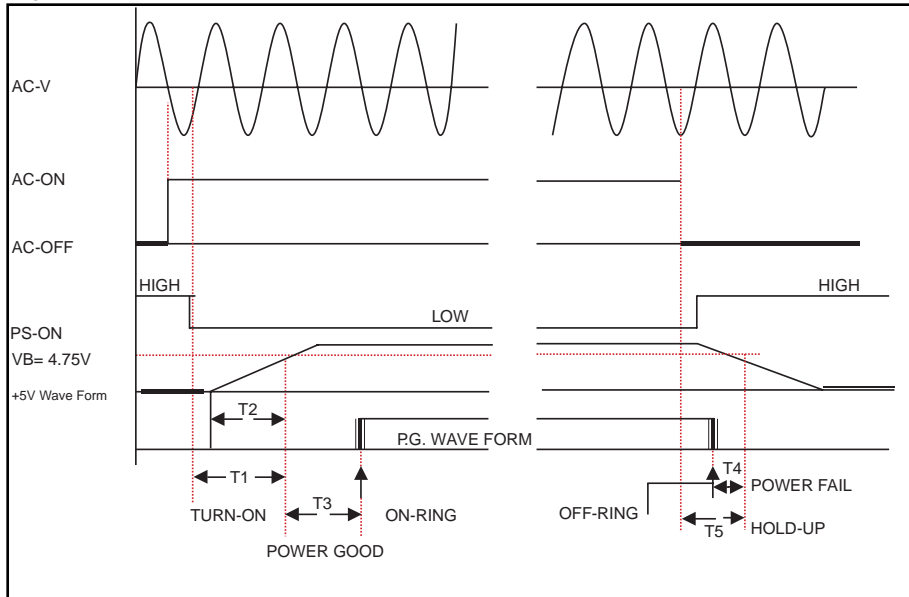 AC-V
AC-ON
AC-OFF
HIGH
HIGH
LOW
PS-ON
VB= 4.75V
+5V Wave Form
T2
P.G. WAVE FORM
T1
T3
T4
POWER FAIL
TURN-ON
ON-RING
OFF-RING
T5
HOLD-UP
POWER GOOD